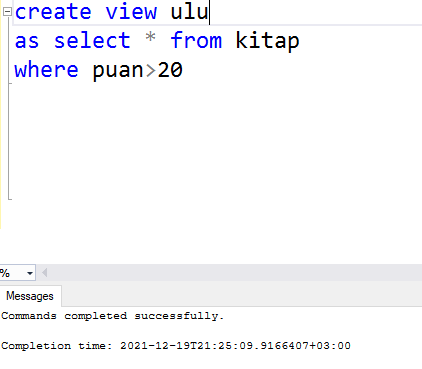 create view ulu
as select * from kitap
where puan>20
%
Messages
Commands completed successfully.
Completion time: 2021-12-19T21:25:09.9166407+03:00